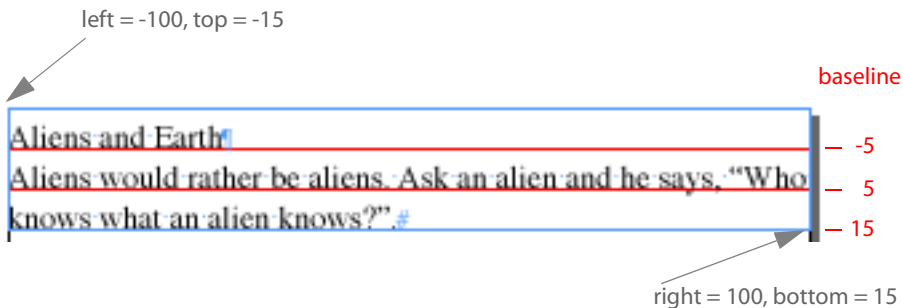 left = -100, top = -15
baseline
Aliens and Earth¶
— -5
Aliens would rather be aliens. Ask an alien and he says, “Who
— 5
knows what an alien knows?”.#
— 15
right = 100, bottom = 15